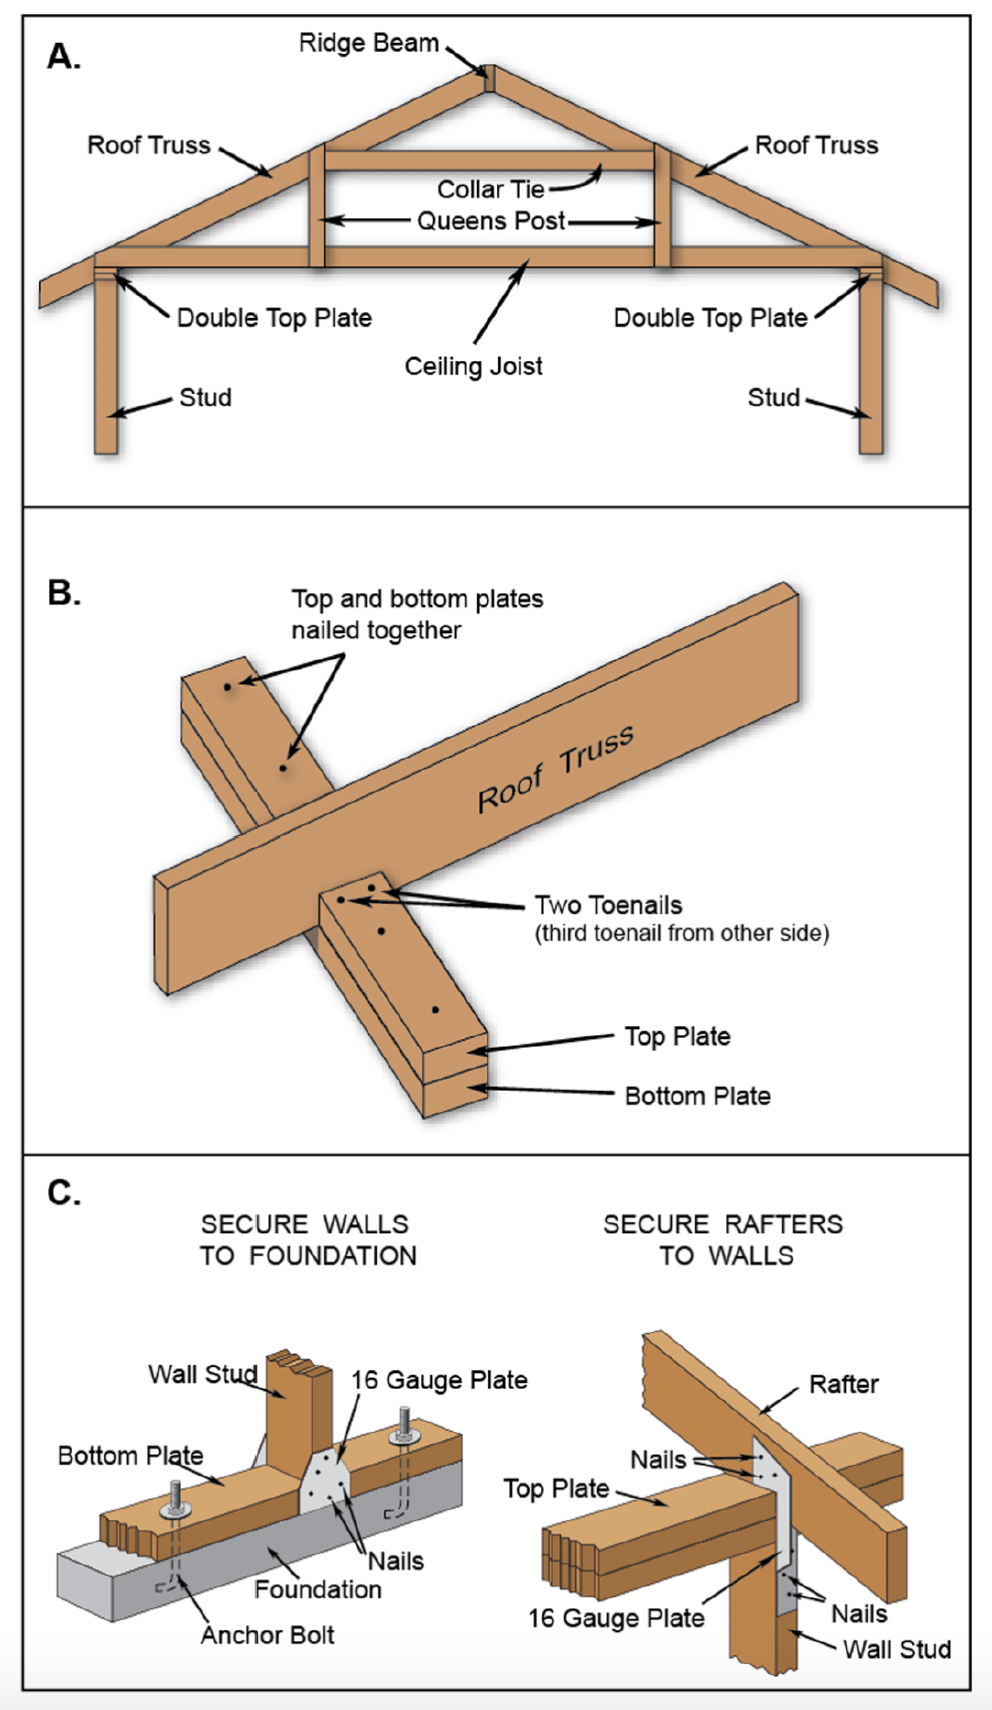 A.
Ridge Beam
Roof Truss
Roof Truss
Collar Tie
Queens Post
Double Top Plate
Double Top Plate
Ceiling Joist
Stud
Stud
B.
Top and bottom plates
nailed together
Roof Truss
Two Toenails
(third toenail from other side)
Top Plate
Bottom Plate
C.
SECURE WALLS
TO FOUNDATION
Wall Stud
16 Gauge Plate
Bottom Plate
Nails
Foundation
Anchor Bolt
SECURE RAFTERS
TO WALLS
Rafter
Nails
Top Plate
16 Gauge Plate
Nails
Wall Stud